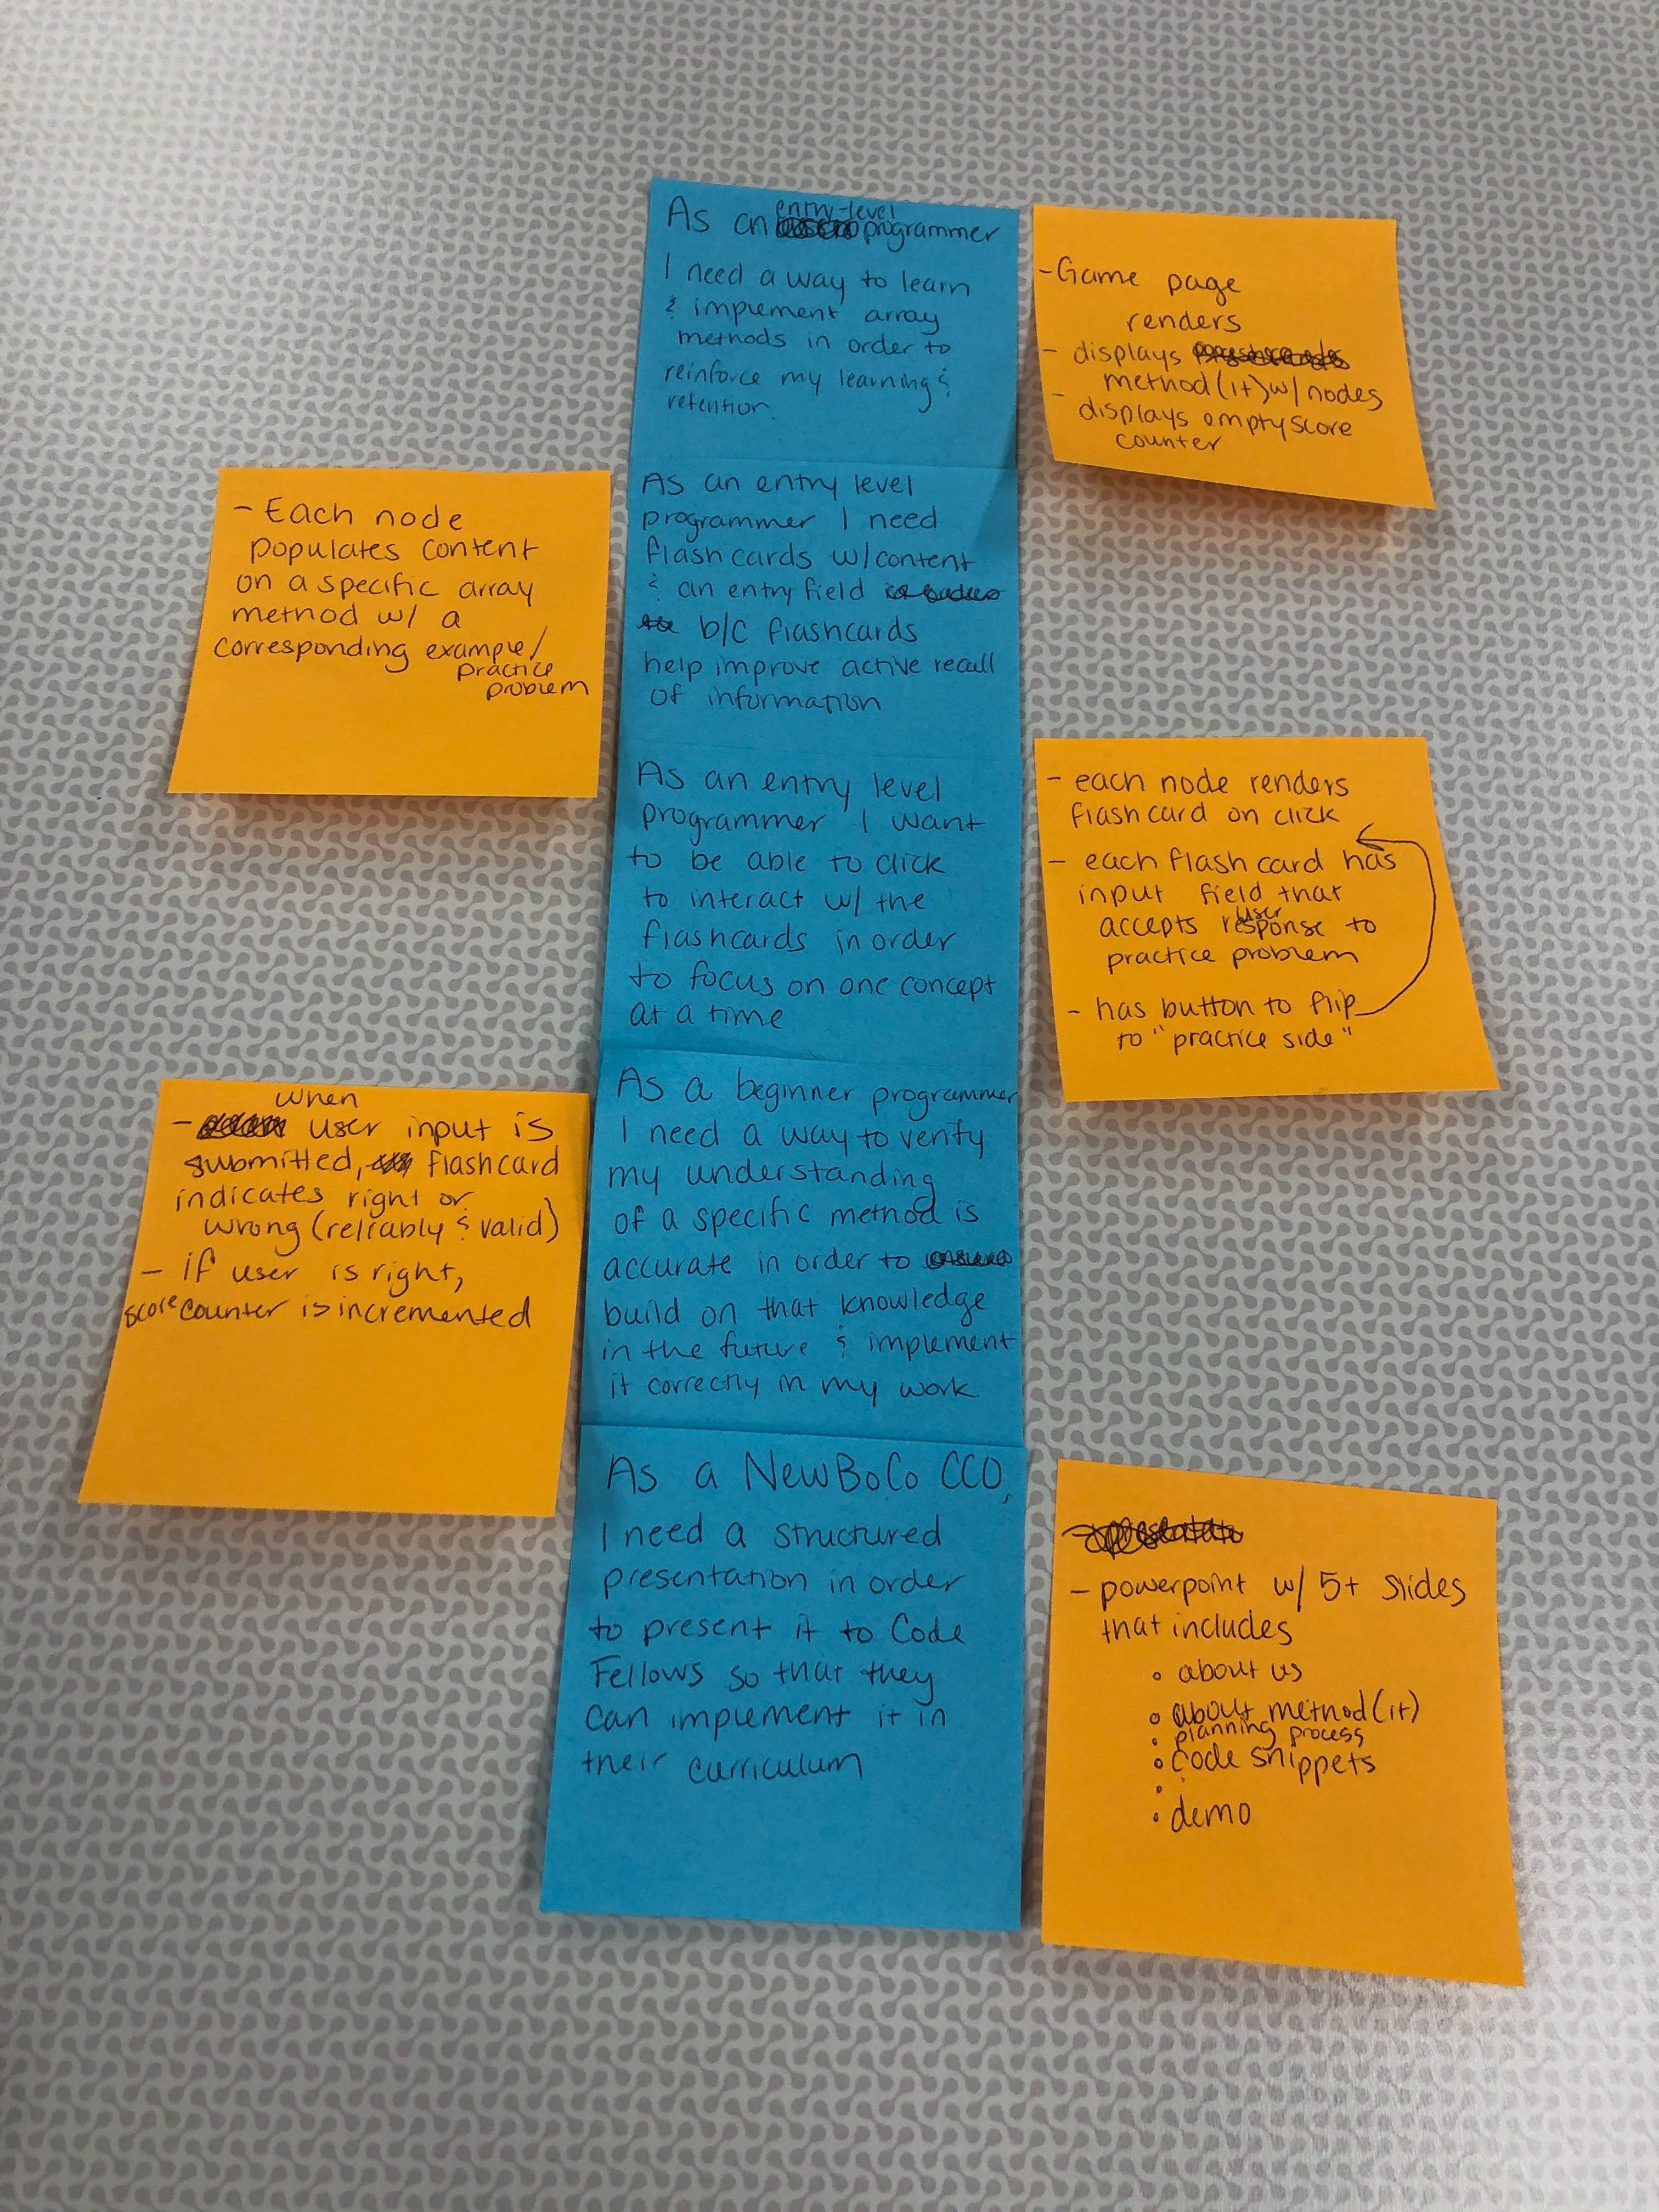 As an entry-level programmer
I need a way to learn
& implement array
methods in order to
reinforce my learning &
retention.
- Game page
renders
- displays
method(it) w/ nodes
- displays empty score
counter
As an entry level
programmer I need
flashcards w/content
& an entry field
b/c flashcards
help improve active recall
of information
- Each node
populates content
on a specific array
method w/ a
corresponding example/
practice
problem
As an entry level
programmer I want
to be able to click
to interact w/ the
flashcards in order
to focus on one concept
at a time
- each node renders
flashcard on click
- each flash card has
input field that
accepts user response to
practice problem
- has button to flip
to "practice side"
As a beginner programmer
I need a way to verify
my understanding
of a specific method is
accurate in order to
build on that knowledge
in the future & implement
it correctly in my work
- when user input is
submitted, flashcard
indicates right or
wrong (reliably & valid)
- if user is right,
score counter is incremented
As a NewBoCo CCO,
I need a structured
presentation in order
to present it to Code
Fellows so that they
can implement it in
their curriculum
- powerpoint w/ 5+ slides
that includes
◦ about us
◦ about method(it)
◦ planning process
◦ code snippets
◦
◦ demo